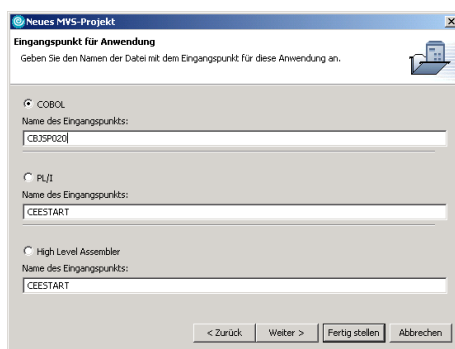 Neues MVS-Projekt
Eingangspunkt für Anwendung
Geben Sie den Namen der Datei mit dem Eingangspunkt für diese Anwendung an.
COBOL
Name des Eingangspunkts:
CBJSP020
PL/I
Name des Eingangspunkts:
CEESTART
High Level Assembler
Name des Eingangspunkts:
CEESTART
< Zurück Weiter > Fertig stellen Abbrechen